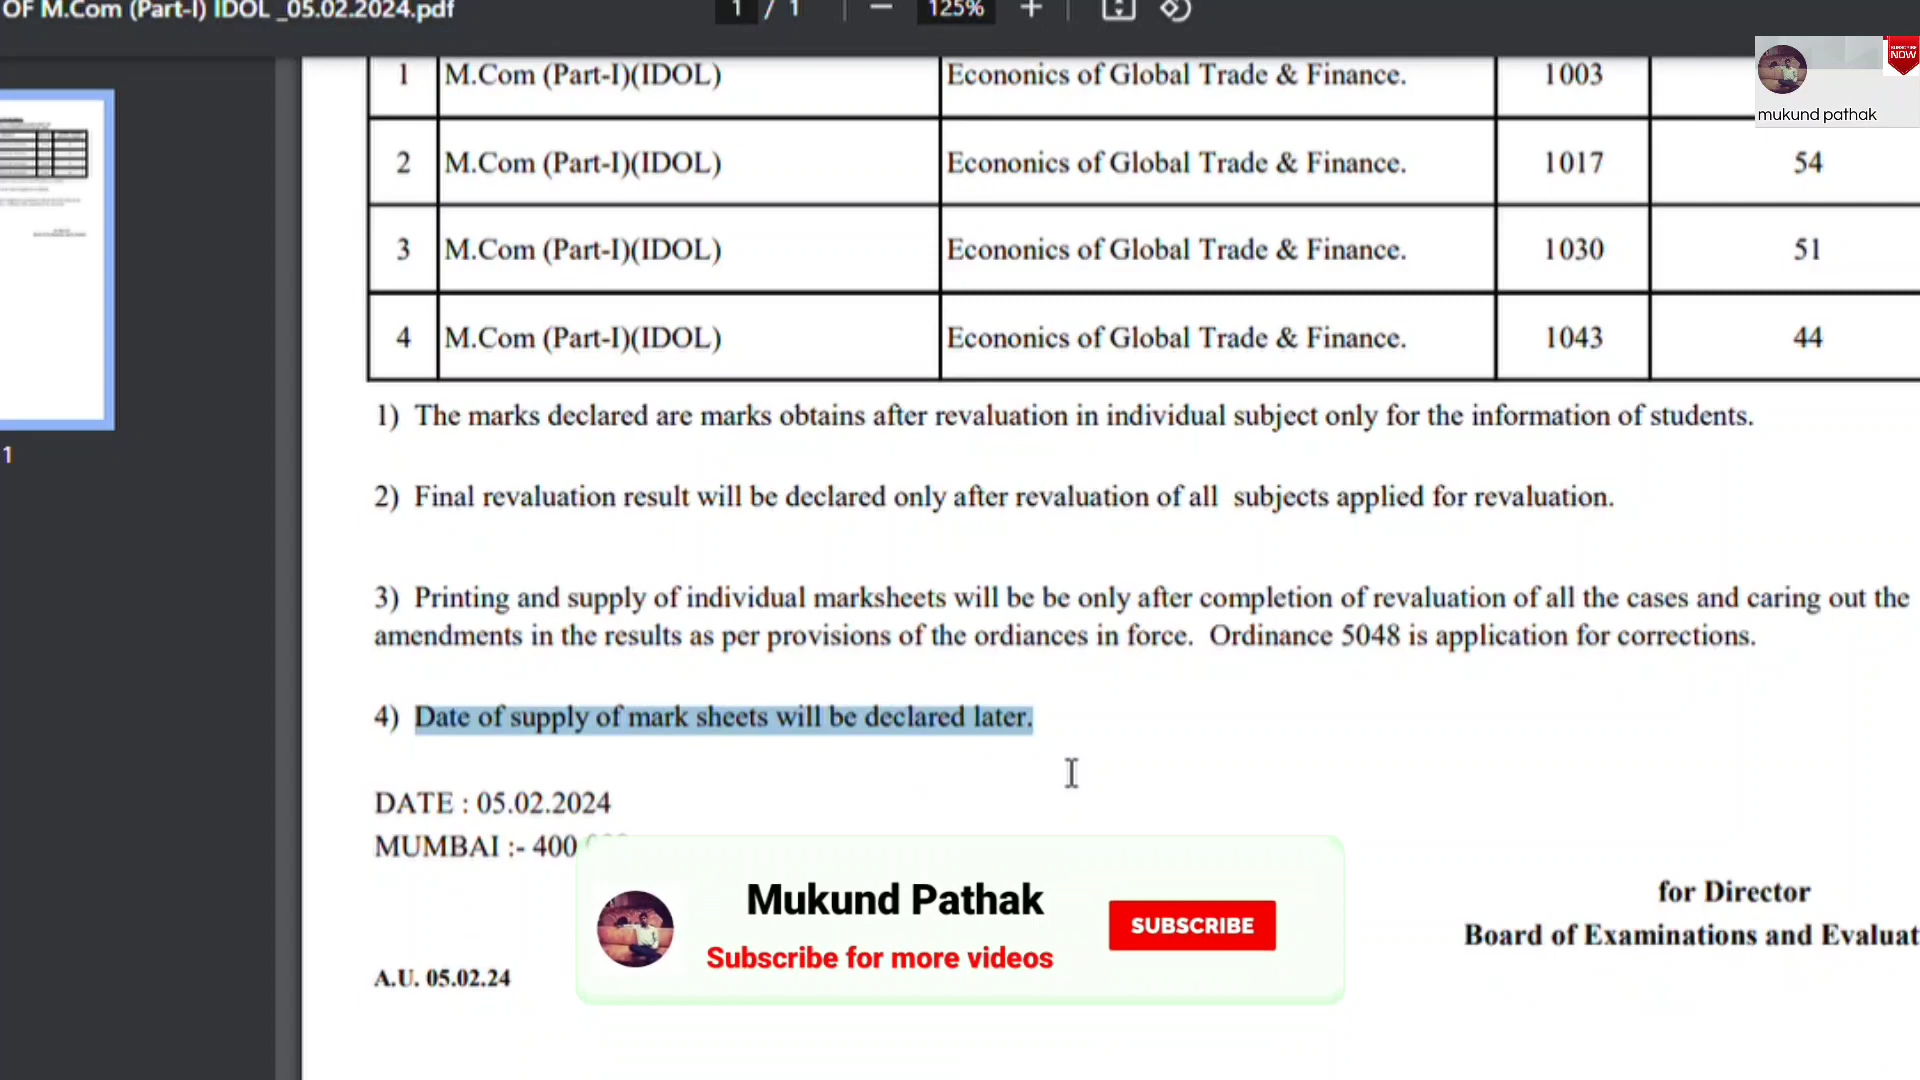 OF M.Com (Part-I) IDOL _05.02.2024.pdf
1 / 1
125%
SUBSCRIBE
NOW
mukund pathak
1 M.Com (Part-I)(IDOL) Econonics of Global Trade & Finance. 1003
2 M.Com (Part-I)(IDOL) Econonics of Global Trade & Finance. 1017 54
3 M.Com (Part-I)(IDOL) Econonics of Global Trade & Finance. 1030 51
4 M.Com (Part-I)(IDOL) Econonics of Global Trade & Finance. 1043 44
1
1) The marks declared are marks obtains after revaluation in individual subject only for the information of students.
2) Final revaluation result will be declared only after revaluation of all subjects applied for revaluation.
3) Printing and supply of individual marksheets will be be only after completion of revaluation of all the cases and caring out the
amendments in the results as per provisions of the ordiances in force. Ordinance 5048 is application for corrections.
4) Date of supply of mark sheets will be declared later.
DATE : 05.02.2024
MUMBAI :- 400
for Director
Board of Examinations and Evaluat
A.U. 05.02.24
Mukund Pathak
Subscribe for more videos
SUBSCRIBE